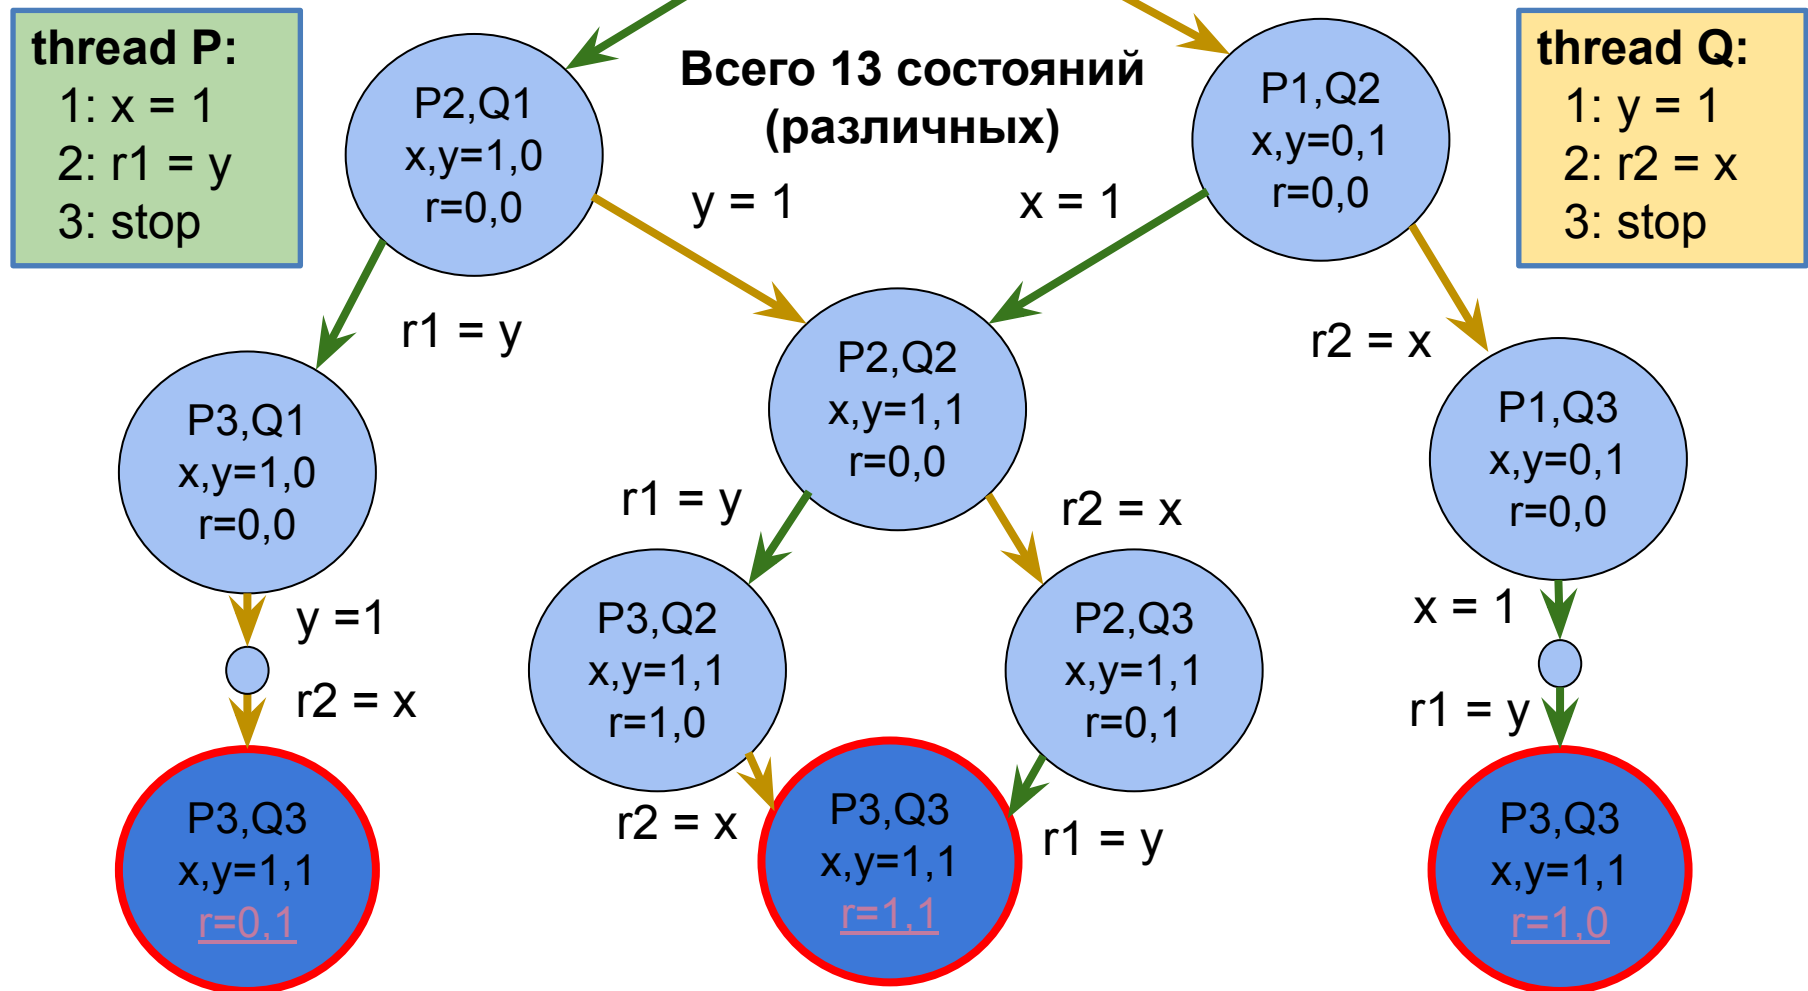 thread P:
1: x = 1
2: r1 = y
3: stop
Всего 13 состояний
(различных)
thread Q:
1: y = 1
2: r2 = x
3: stop
P2,Q1
x,y=1,0
r=0,0
P1,Q2
x,y=0,1
r=0,0
y = 1
x = 1
r1 = y
r2 = x
P2,Q2
x,y=1,1
r=0,0
P3,Q1
x,y=1,0
r=0,0
P1,Q3
x,y=0,1
r=0,0
r1 = y
r2 = x
y =1
r2 = x
P3,Q2
x,y=1,1
r=1,0
P2,Q3
x,y=1,1
r=0,1
x = 1
r1 = y
r2 = x
r1 = y
P3,Q3
x,y=1,1
r=0,1
P3,Q3
x,y=1,1
r=1,1
P3,Q3
x,y=1,1
r=1,0